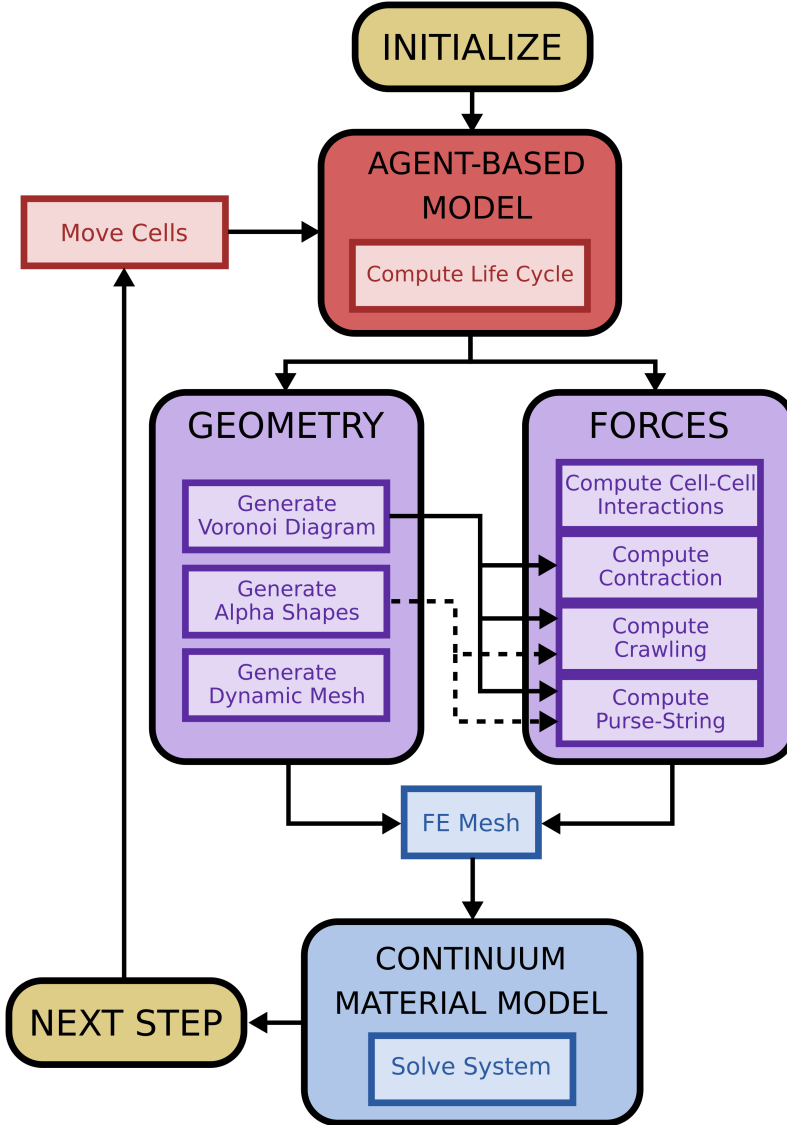 INITIALIZE
AGENT-BASED
MODEL
Move Cells
Compute Life Cycle
GEOMETRY
Generate
Voronoi Diagram
Generate
Alpha Shapes
Generate
Dynamic Mesh
FORCES
Compute Cell-Cell
Interactions
Compute
Contraction
Compute
Crawling
Compute
Purse-String
FE Mesh
CONTINUUM
MATERIAL MODEL
Solve System
NEXT STEP